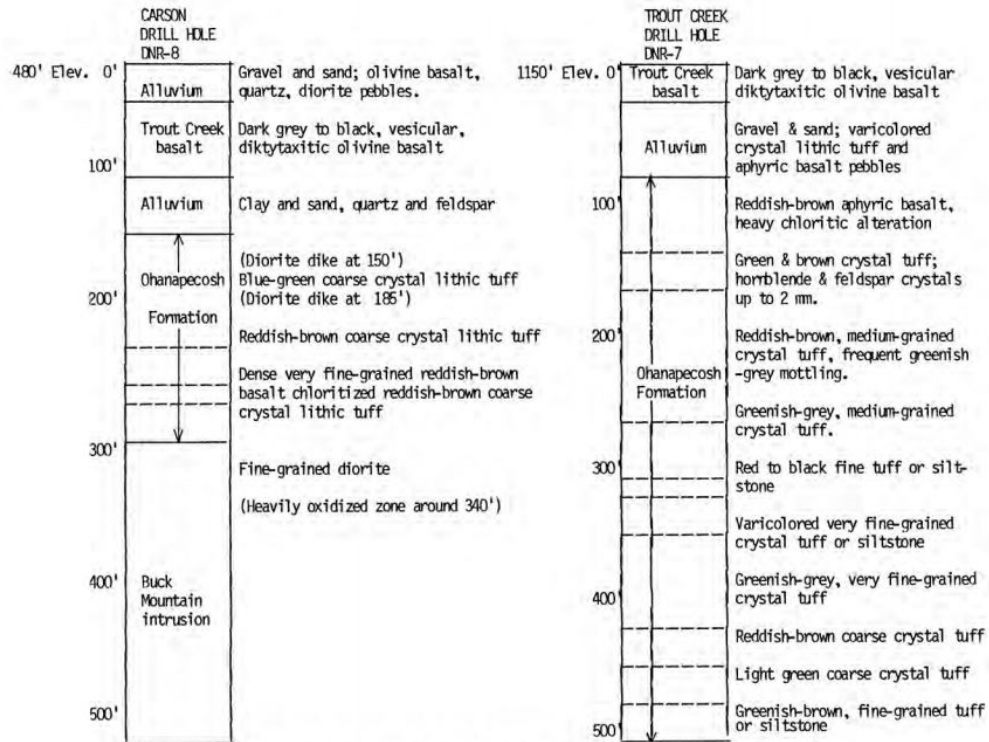 CARSON
DRILL HOLE
DNR-8
480' Elev. 0'
Alluvium
Gravel and sand; olivine basalt,
quartz, diorite pebbles.
Trout Creek
basalt
Dark grey to black, vesicular,
diktytaxitic olivine basalt
100'
Alluvium
Clay and sand, quartz and feldspar
(Diorite dike at 150')
Ohanapecosh
Blue-green coarse crystal lithic tuff
200'
(Diorite dike at 185')
Formation
Reddish-brown coarse crystal lithic tuff
Dense very fine-grained reddish-brown
basalt chloritized reddish-brown coarse
crystal lithic tuff
300'
Fine-grained diorite
(Heavily oxidized zone around 340')
400'
Buck
Mountain
intrusion
500'
TROUT CREEK
DRILL HOLE
DNR-7
1150' Elev. 0'
Trout Creek
basalt
Dark grey to black, vesicular
diktytaxitic olivine basalt
Alluvium
Gravel & sand; varicolored
crystal lithic tuff and
aphyric basalt pebbles
100'
Reddish-brown aphyric basalt,
heavy chloritic alteration
Green & brown crystal tuff;
hornblende & feldspar crystals
up to 2 mm.
200'
Reddish-brown, medium-grained
crystal tuff, frequent greenish
-grey mottling.
Ohanapecosh
Formation
Greenish-grey, medium-grained
crystal tuff.
300'
Red to black fine tuff or silt-
stone
Varicolored very fine-grained
crystal tuff or siltstone
400'
Greenish-grey, very fine-grained
crystal tuff
Reddish-brown coarse crystal tuff
Light green coarse crystal tuff
500'
Greenish-brown, fine-grained tuff
or siltstone